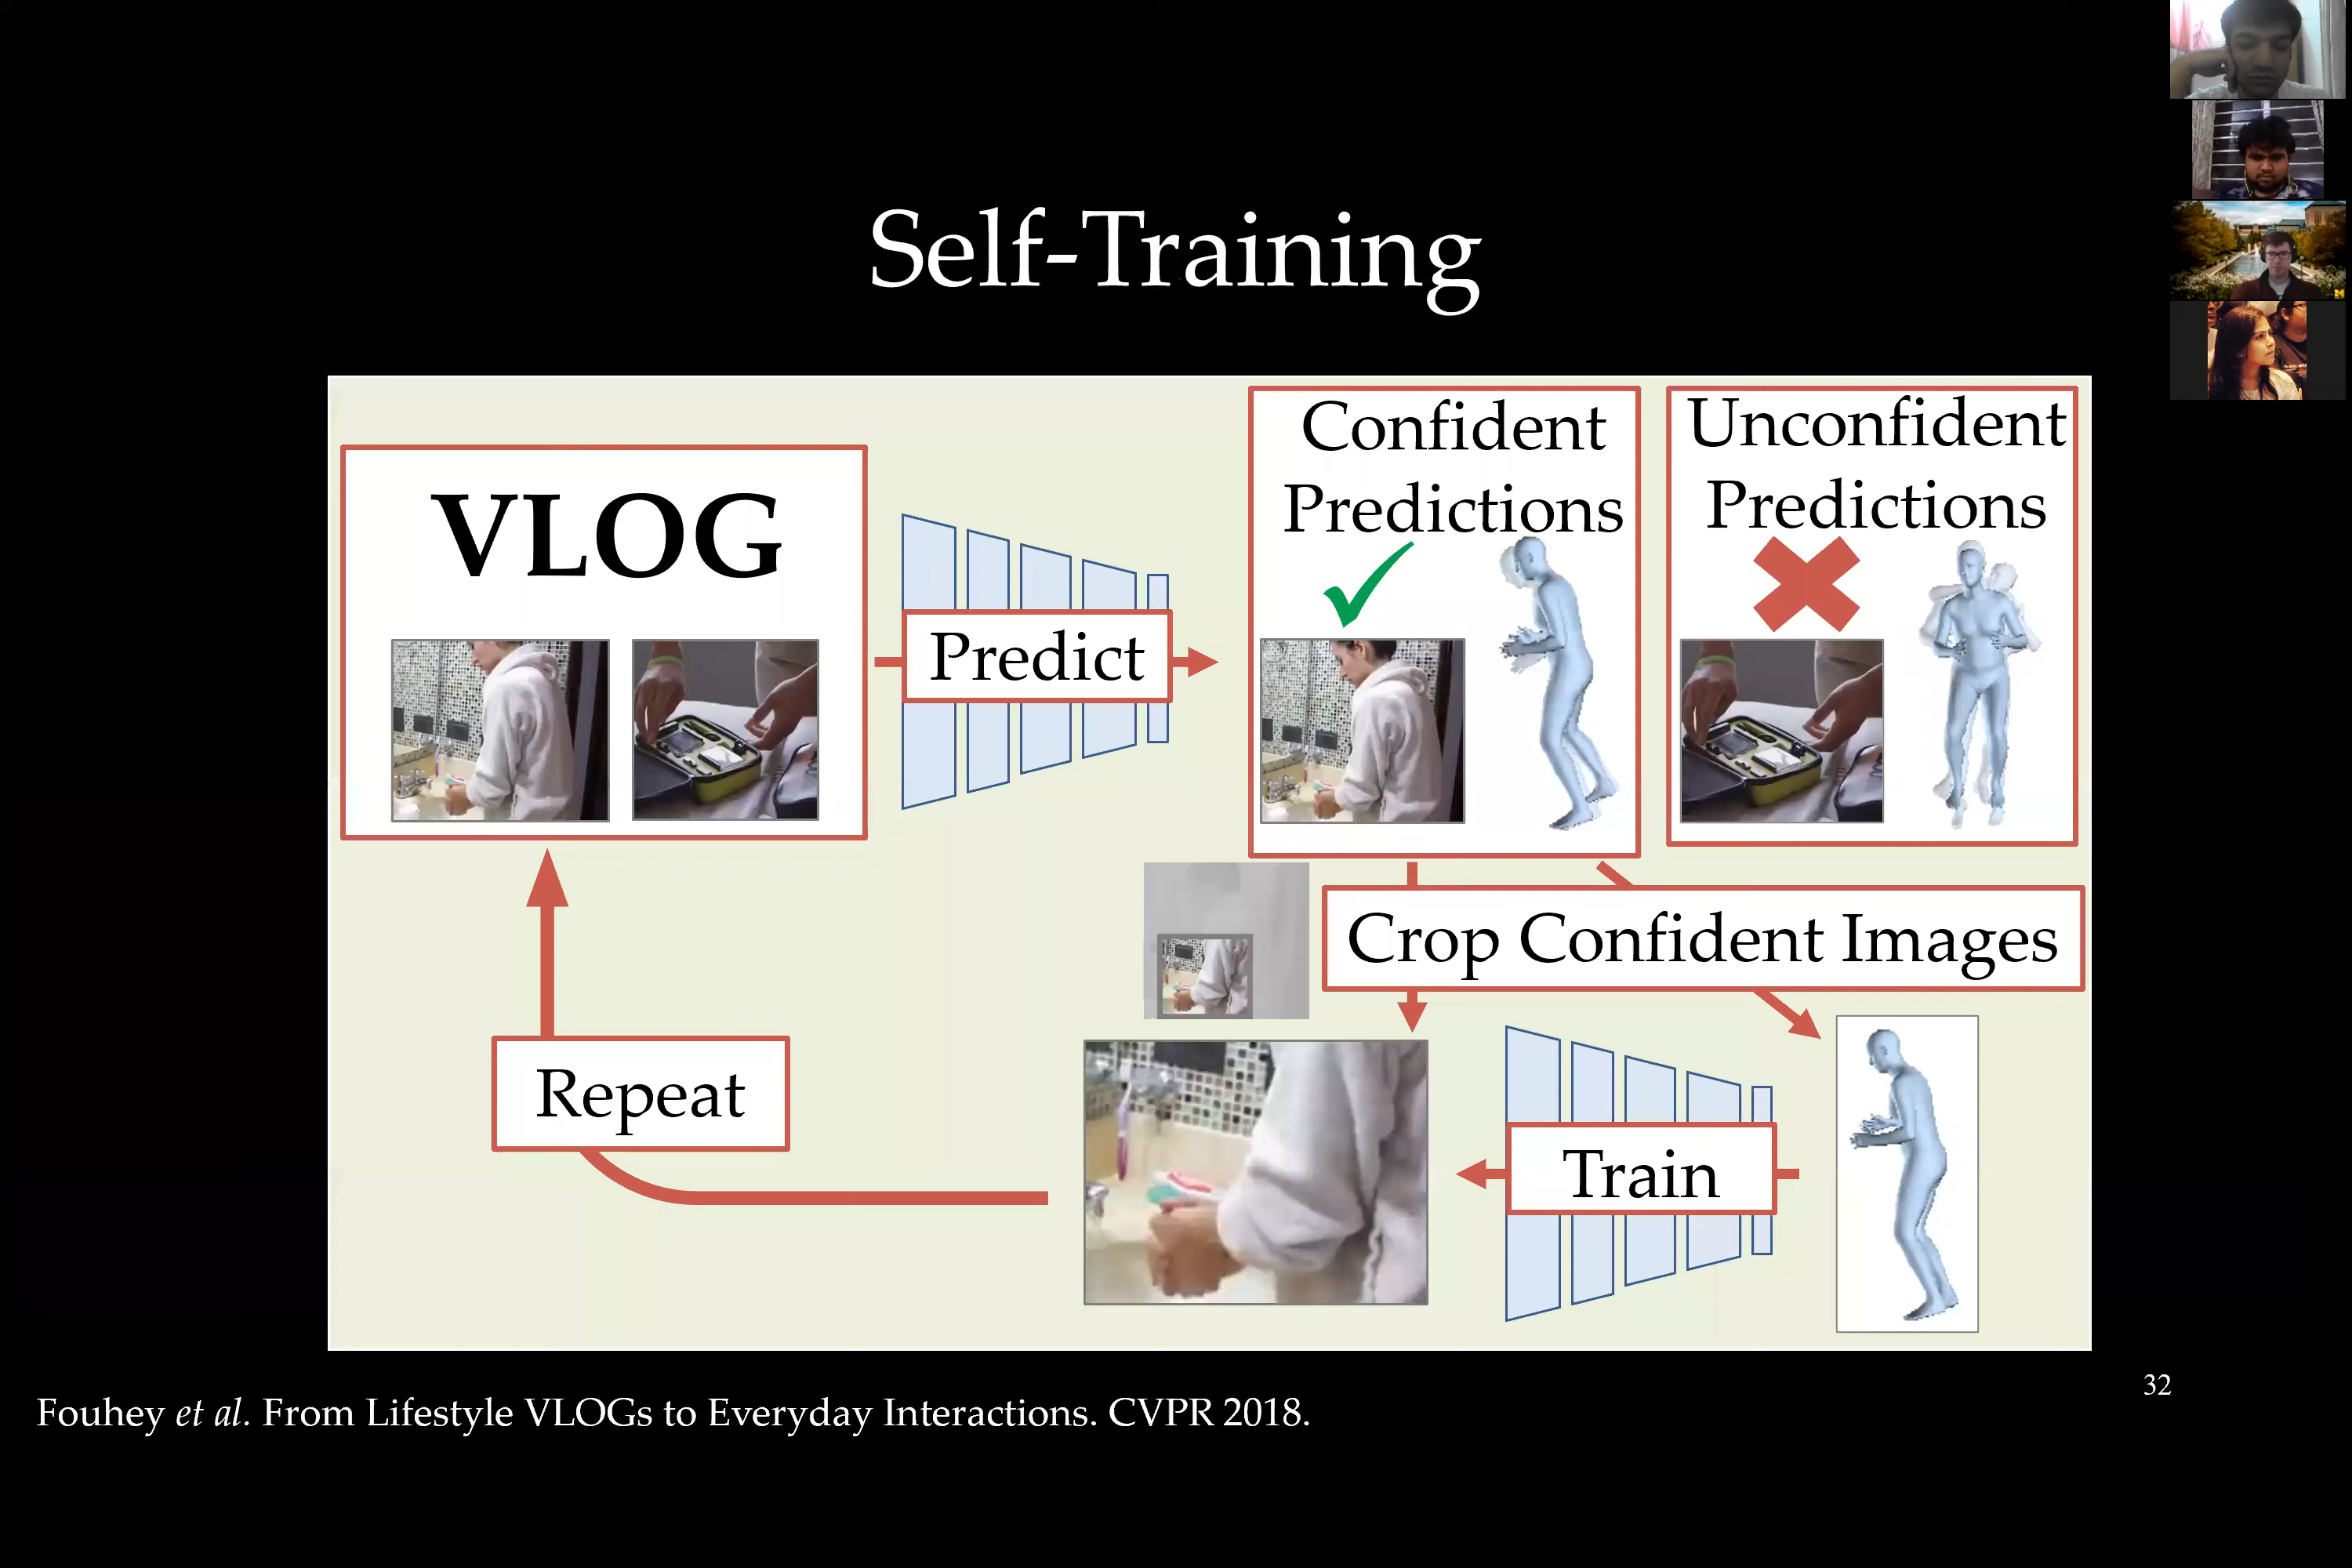 Self-Training
VLOG
Predict
Confident
Predictions
Unconfident
Predictions
Crop Confident Images
Train
Repeat
32
Fouhey et al. From Lifestyle VLOGs to Everyday Interactions. CVPR 2018.